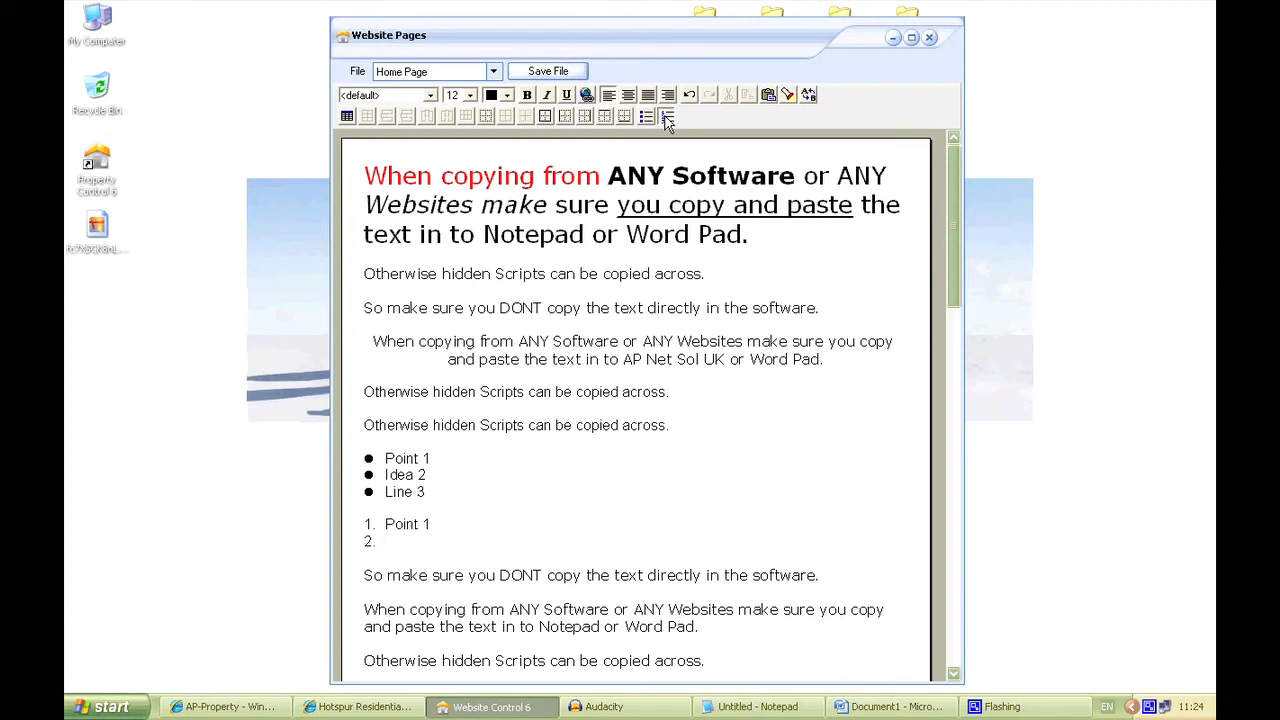 My Computer
Recycle Bin
Property
Control 6
Website Pages
File
Home Page
Save File
<default>
12
B
I
U
When copying from ANY Software or ANY
Websites make sure you copy and paste the
text in to Notepad or Word Pad.
Otherwise hidden Scripts can be copied across.
So make sure you DONT copy the text directly in the software.
When copying from ANY Software or ANY Websites make sure you copy
and paste the text in to AP Net Sol UK or Word Pad.
Otherwise hidden Scripts can be copied across.
Otherwise hidden Scripts can be copied across.
● Point 1
● Idea 2
● Line 3
1. Point 1
2.
So make sure you DONT copy the text directly in the software.
When copying from ANY Software or ANY Websites make sure you copy
and paste the text in to Notepad or Word Pad.
Otherwise hidden Scripts can be copied across.
start
AP-Property - Win...
Hotspur Residentia...
Website Control 6
Audacity
Untitled - Notepad
Document1 - Micro...
Flashing
EN
11:24